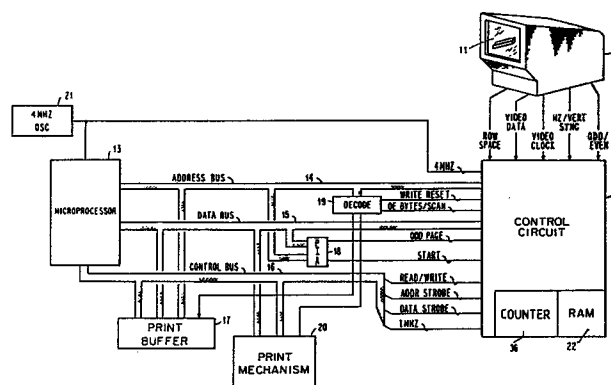 11
21
4MHZ
OSC
ROW
SPACE
VIDEO
DATA
VIDEO
CLOCK
HZ/VERT
SYNC
ODD/
EVEN
13
4MHZ
MICROPROCESSOR
ADDRESS BUS
14
19
DECODE
WRITE RESET
OF BYTES/SCAN
DATA BUS
15
PIA
18
ODD PAGE
START
CONTROL
CIRCUIT
CONTROL BUS
16
READ/WRITE
ADDR STROBE
DATA STROBE
1MHZ
PRINT
BUFFER
17
20
PRINT
MECHANISM
COUNTER
RAM
36
22